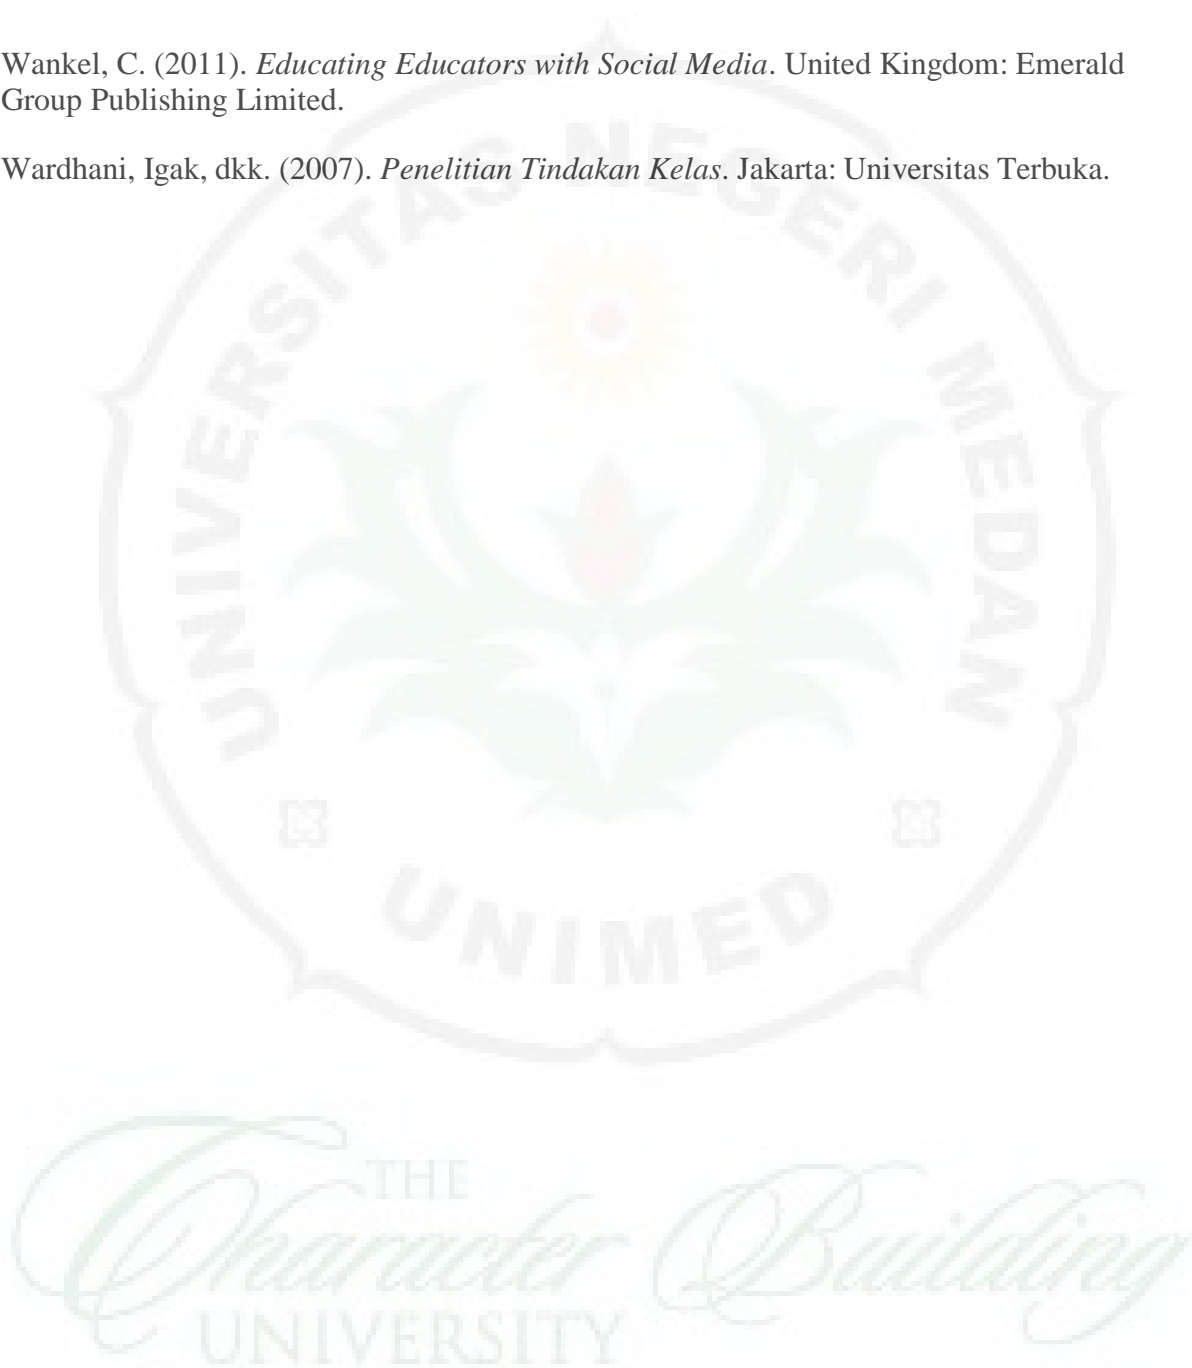 Wankel, C. (2011). Educating Educators with Social Media. United Kingdom: Emerald
Group Publishing Limited.
Wardhani, Igak, dkk. (2007). Penelitian Tindakan Kelas. Jakarta: Universitas Terbuka.
UNIVERSITAS NEGERI MEDAN
UNIMED
THE
Character Building
UNIVERSITY